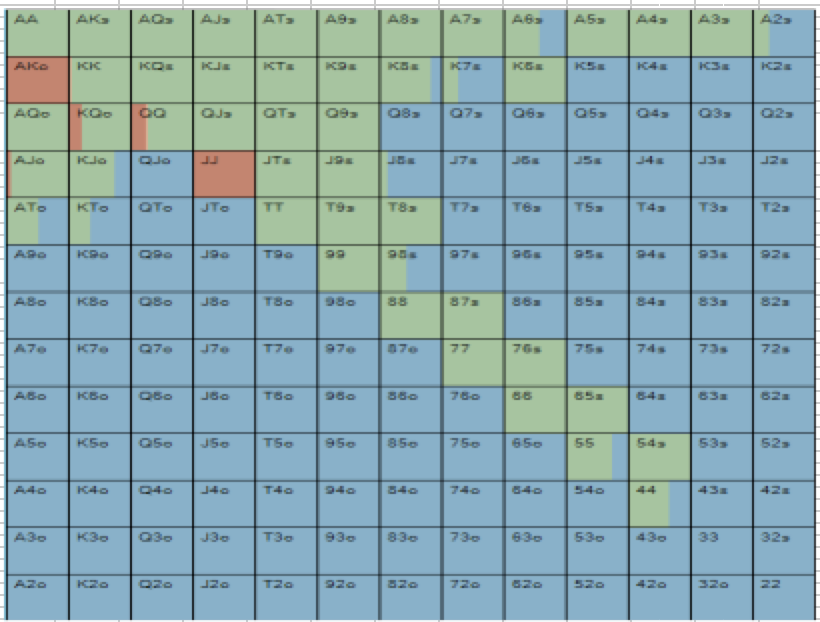 AA AKs AQs AJs ATs A9s A8s A7s A6s A5s A4s A3s A2s
AKo KK KQs KJs KTs K9s K8s K7s K6s K5s K4s K3s K2s
AQo KQo QQ QJs QTs Q9s Q8s Q7s Q6s Q5s Q4s Q3s Q2s
AJo KJo QJo JJ JTs J9s J8s J7s J6s J5s J4s J3s J2s
ATo KTo QTo JTo TT T9s T8s T7s T6s T5s T4s T3s T2s
A9o K9o Q9o J9o T9o 99 98s 97s 96s 95s 94s 93s 92s
A8o K8o Q8o J8o T8o 98o 88 87s 86s 85s 84s 83s 82s
A7o K7o Q7o J7o T7o 97o 87o 77 76s 75s 74s 73s 72s
A6o K6o Q6o J6o T6o 96o 86o 76o 66 65s 64s 63s 62s
A5o K5o Q5o J5o T5o 95o 85o 75o 65o 55 54s 53s 52s
A4o K4o Q4o J4o T4o 94o 84o 74o 64o 54o 44 43s 42s
A3o K3o Q3o J3o T3o 93o 83o 73o 63o 53o 43o 33 32s
A2o K2o Q2o J2o T2o 92o 82o 72o 62o 52o 42o 32o 22